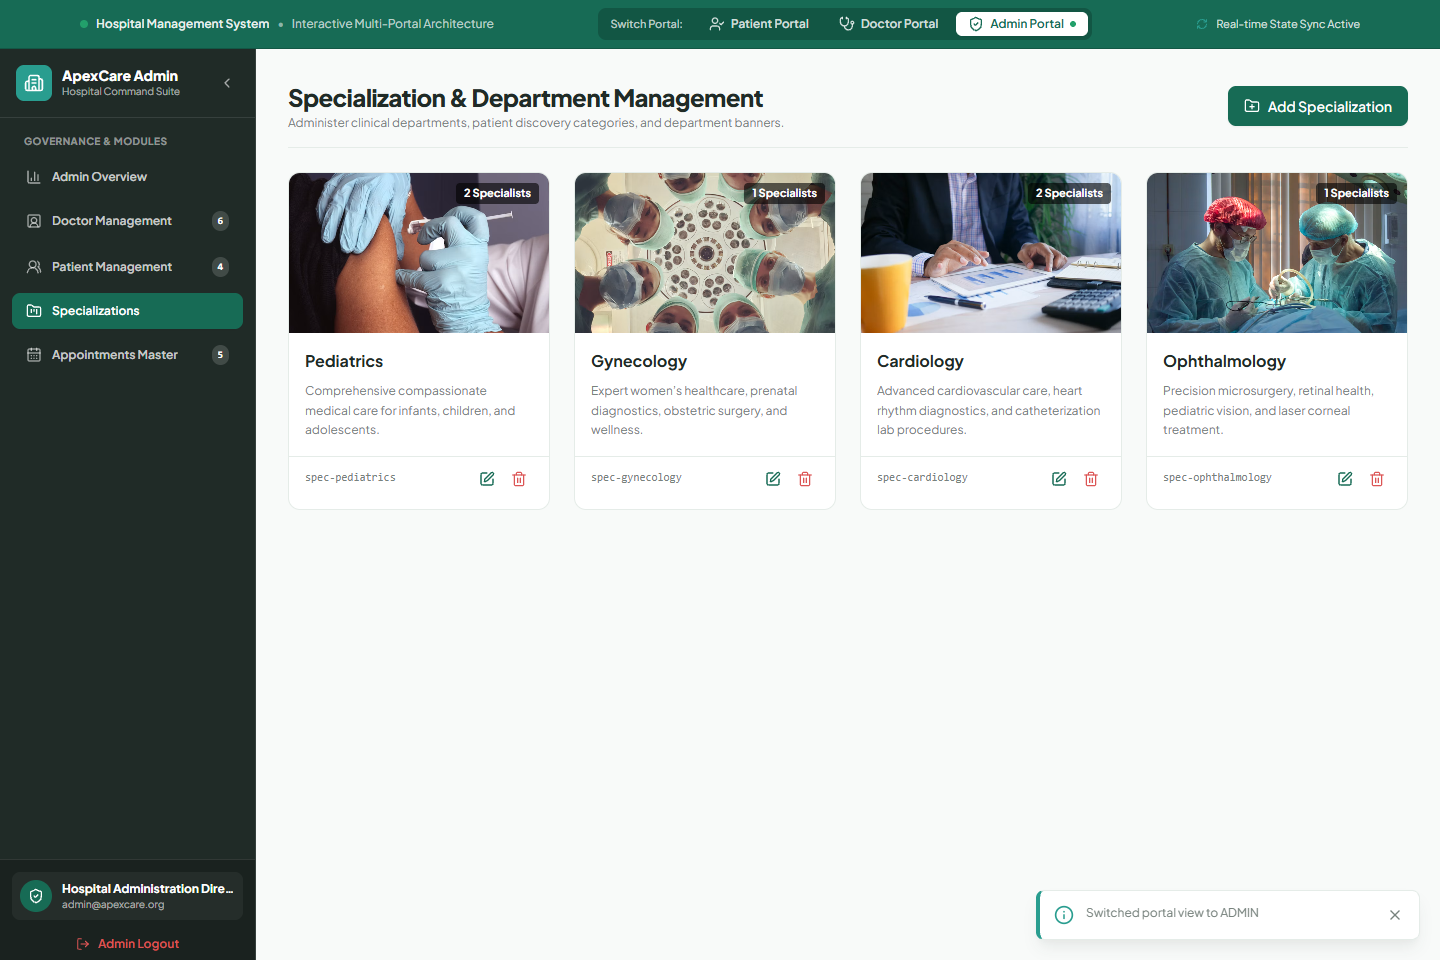 Hospital Management System • Interactive Multi-Portal Architecture
Switch Portal: Patient Portal Doctor Portal Admin Portal
Real-time State Sync Active
ApexCare Admin
Hospital Command Suite
GOVERNANCE & MODULES
Admin Overview
Doctor Management 6
Patient Management 4
Specializations
Appointments Master 5
Hospital Administration Dire...
admin@apexcare.org
Admin Logout
Specialization & Department Management
Administer clinical departments, patient discovery categories, and department banners.
Add Specialization
2 Specialists
Pediatrics
Comprehensive compassionate
medical care for infants, children, and
adolescents.
spec-pediatrics
1 Specialists
Gynecology
Expert women's healthcare, prenatal
diagnostics, obstetric surgery, and
wellness.
spec-gynecology
2 Specialists
Cardiology
Advanced cardiovascular care, heart
rhythm diagnostics, and catheterization
lab procedures.
spec-cardiology
1 Specialists
Ophthalmology
Precision microsurgery, retinal health,
pediatric vision, and laser corneal
treatment.
spec-ophthalmology
Switched portal view to ADMIN